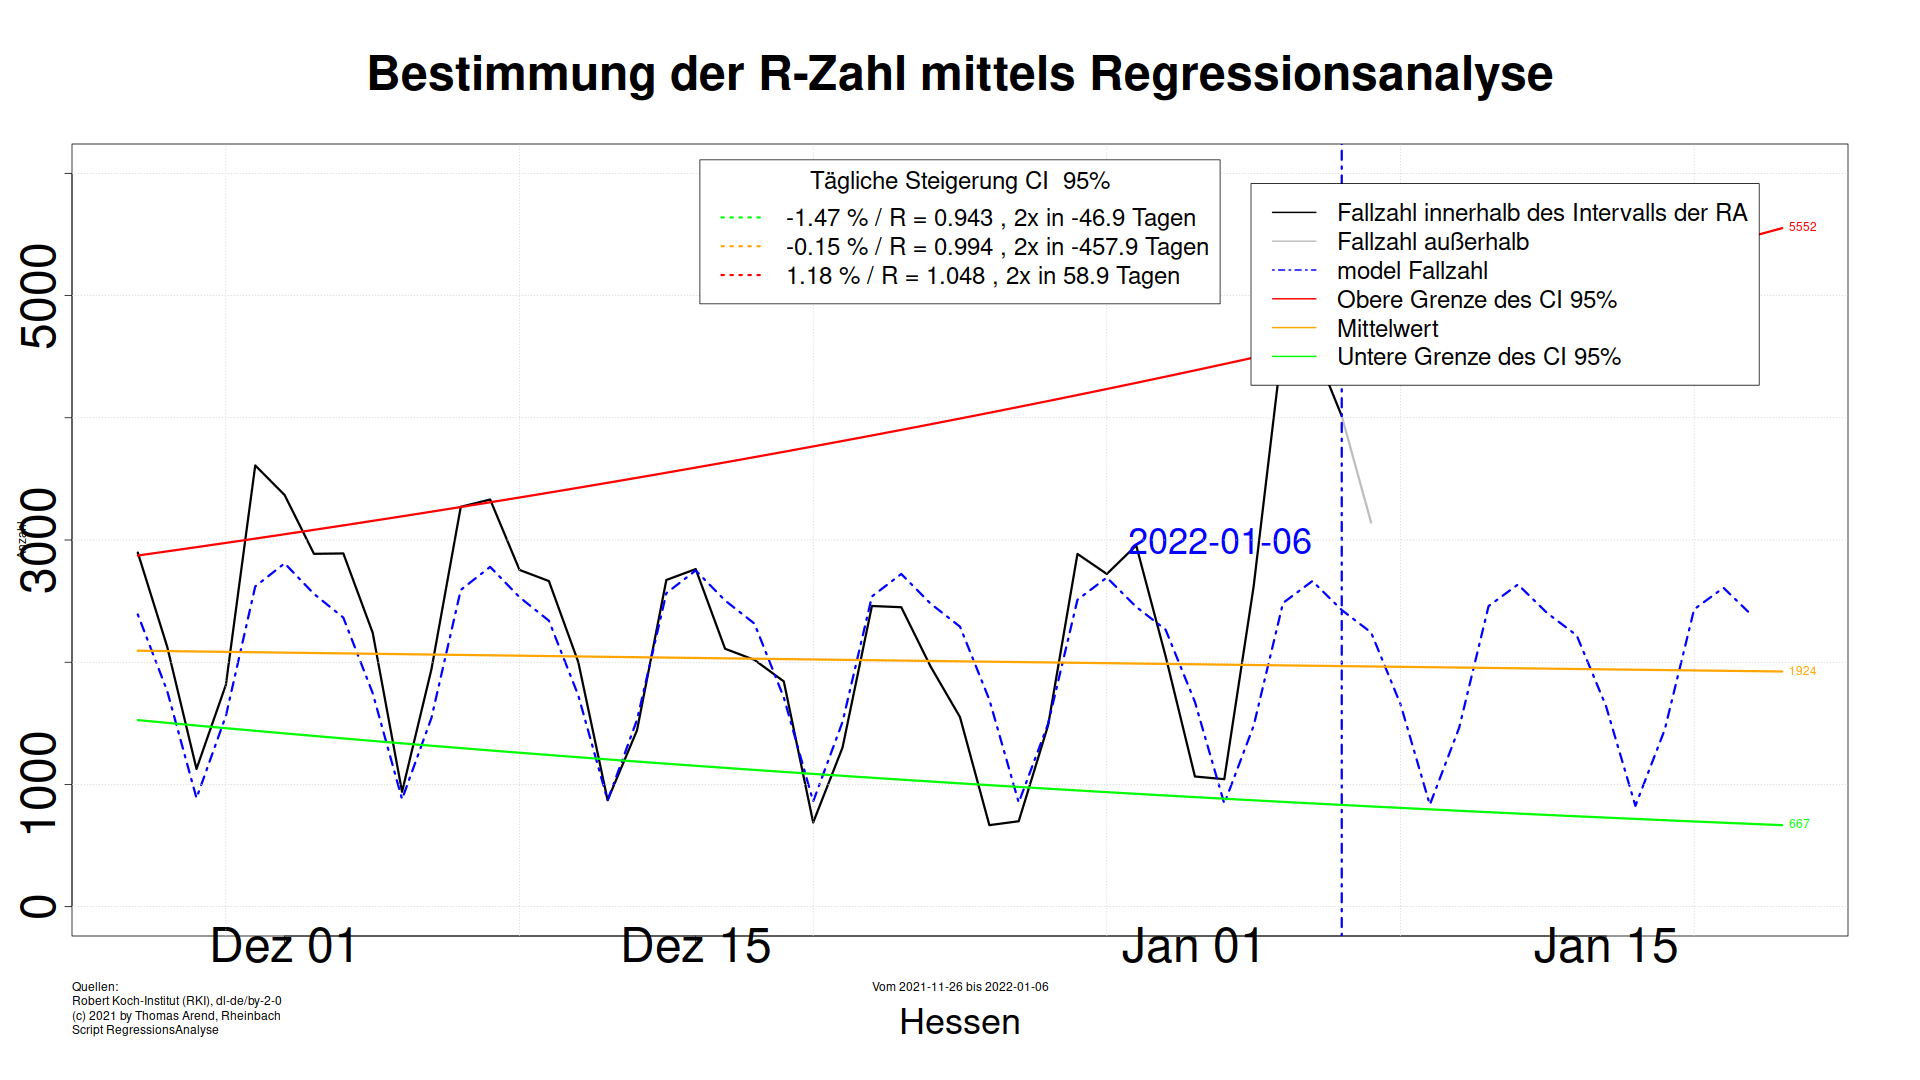 Bestimmung der R-Zahl mittels Regressionsanalyse
Tägliche Steigerung CI  95%
-1.47 % / R = 0.943 , 2x in -46.9 Tagen
-0.15 % / R = 0.994 , 2x in -457.9 Tagen
1.18 % / R = 1.048 , 2x in 58.9 Tagen
Fallzahl innerhalb des Intervalls der RA
Fallzahl außerhalb
model Fallzahl
Obere Grenze des CI 95%
Mittelwert
Untere Grenze des CI 95%
5552
5000
3000
Anzahl
2022-01-06
1924
1000
667
0
Dez 01
Dez 15
Jan 01
Jan 15
Quellen:
Robert Koch-Institut (RKI), dl-de/by-2-0
(c) 2021 by Thomas Arend, Rheinbach
Script RegressionsAnalyse
Vom 2021-11-26 bis 2022-01-06
Hessen